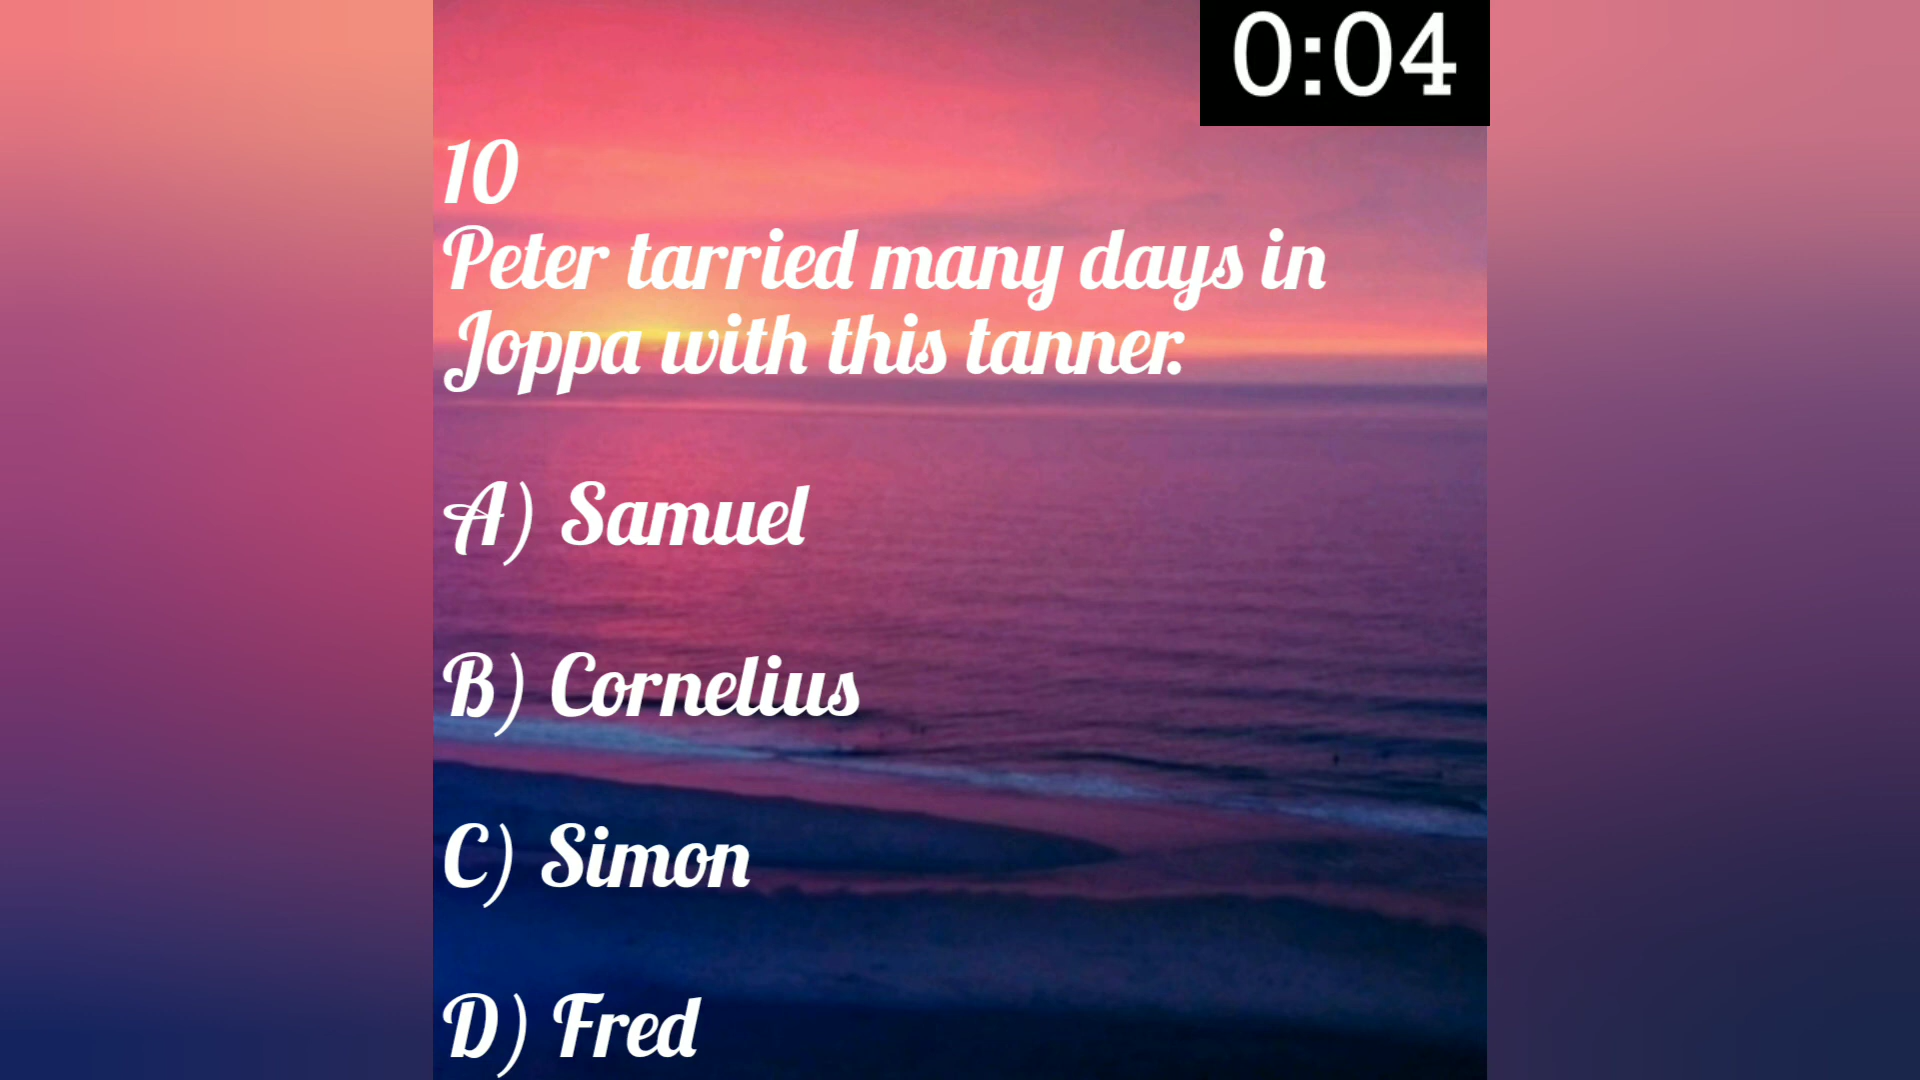 0:04
10
Peter tarried many days in
Joppa with this tanner.
A) Samuel
B) Cornelius
C) Simon
D) Fred